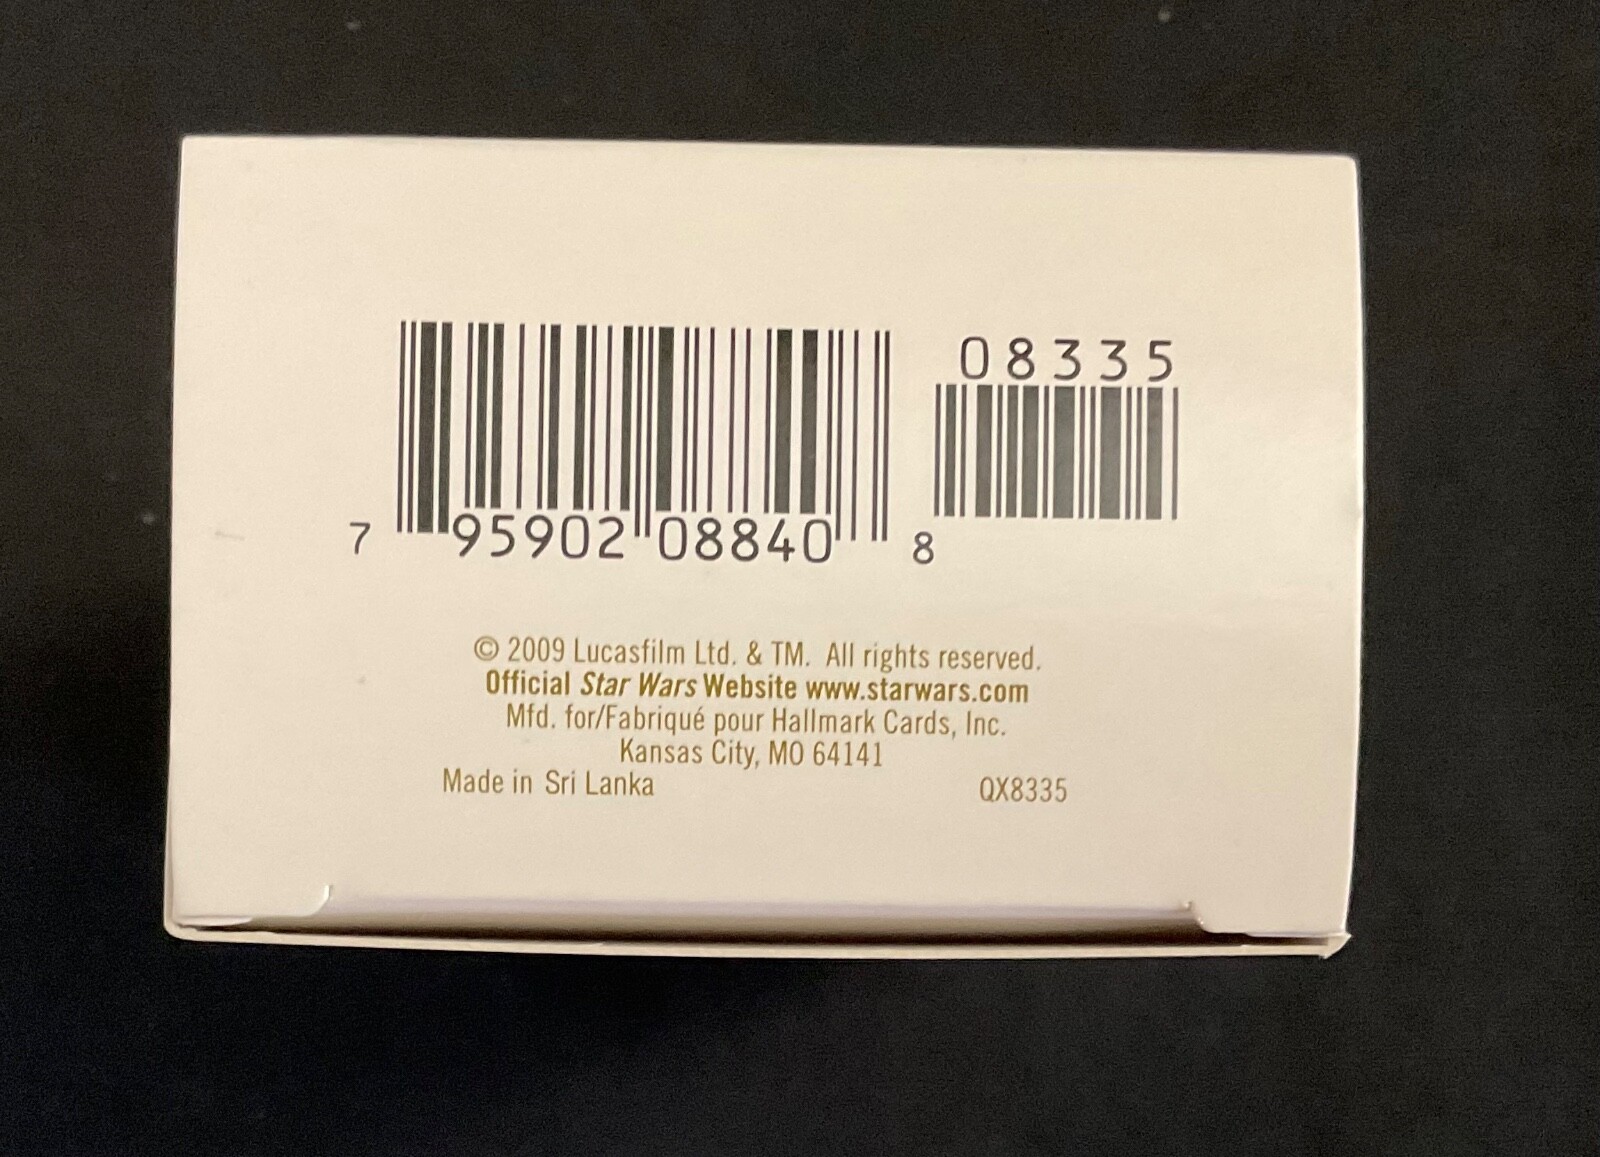 08335
7 95902 08840 8
© 2009 Lucasfilm Ltd. & TM. All rights reserved.
Official Star Wars Website www.starwars.com
Mfd. for/Fabriqué pour Hallmark Cards, Inc.
Kansas City, MO 64141
Made in Sri Lanka QX8335